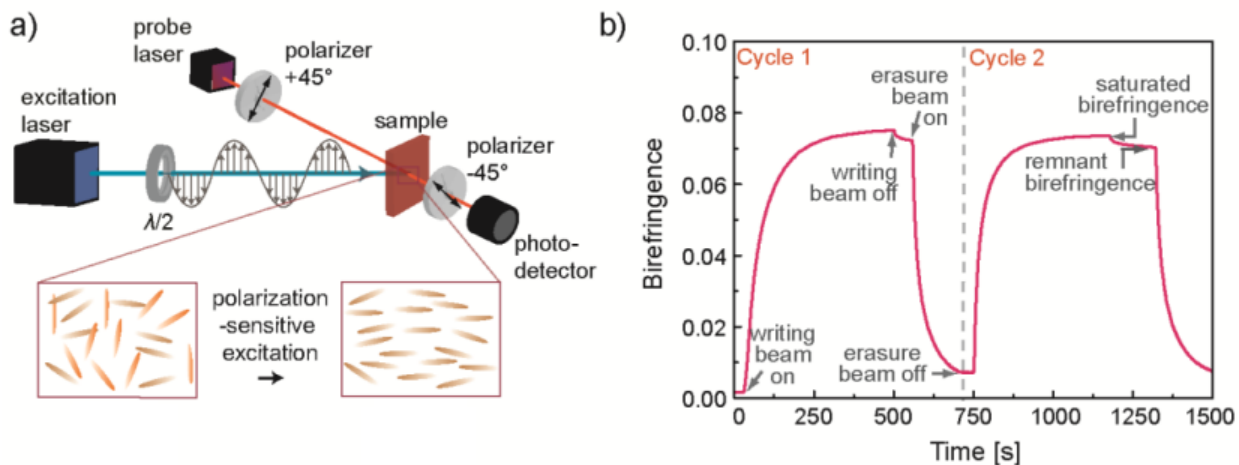 a)
probe
laser
polarizer
+45°
excitation
laser
sample
polarizer
-45°
λ/2
photo-
detector
polarization
-sensitive
excitation
b)
0.10
0.08
0.06
0.04
0.02
0.00
Birefringence
Cycle 1
Cycle 2
erasure
beam
on
saturated
birefringence
writing
beam off
remnant
birefringence
writing
beam
on
erasure
beam off
0
250
500
750
1000
1250
1500
Time [s]